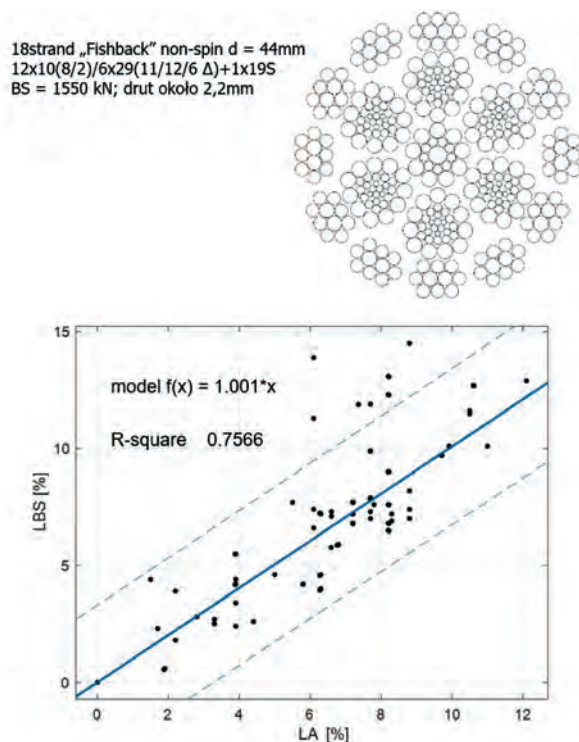 18strand „Fishback” non-spin d = 44mm
12x10(8/2)/6x29(11/12/6 Δ)+1x19S
BS = 1550 kN; drut około 2,2mm
15
model f(x) = 1.001*x
R-square 0.7566
10
LBS [%]
5
0
0 2 4 6 8 10 12
LA [%]